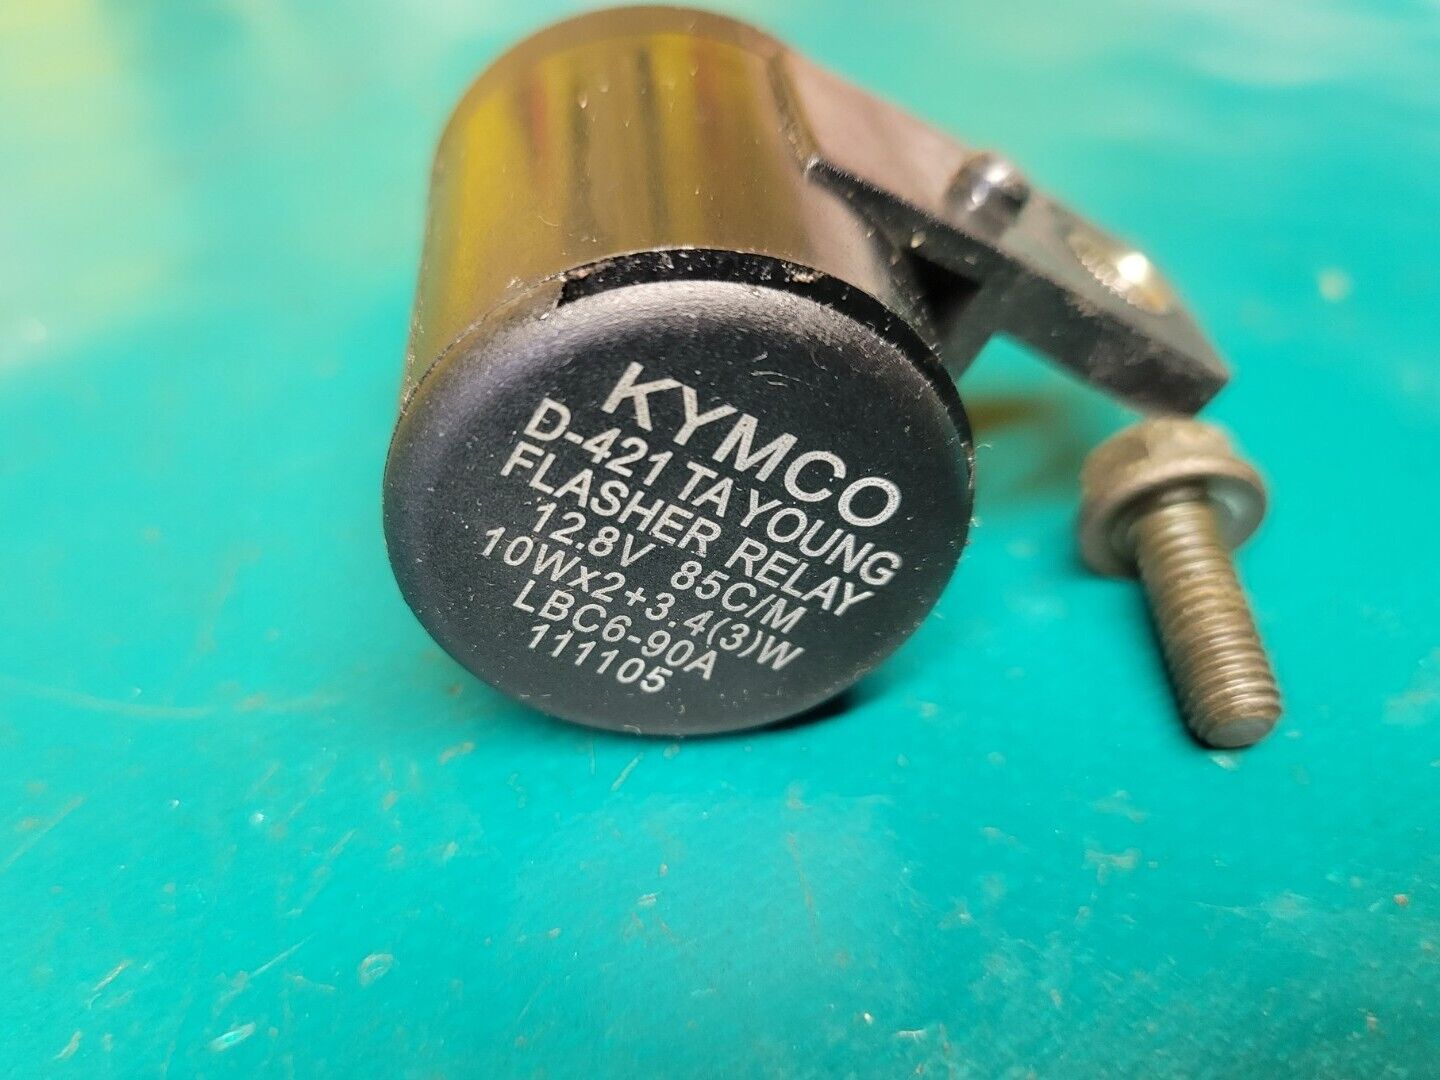 KYMCO
D-421 TA YOUNG
FLASHER RELAY
12.8V 85C/M
10Wx2+3.4(3)W
LBC6-90A
111105